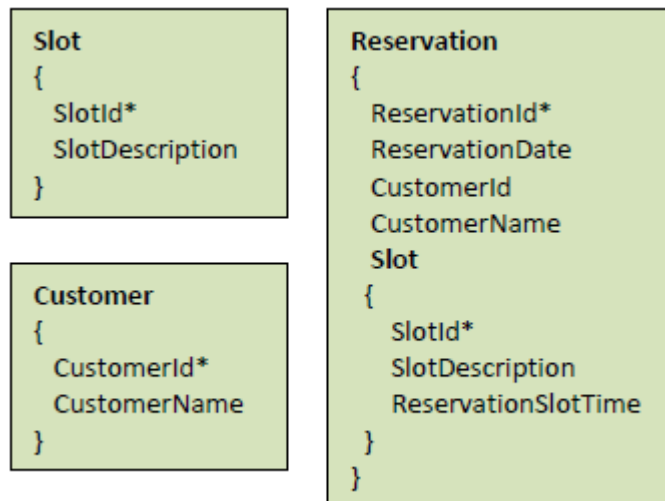 Slot
{
SlotId*
SlotDescription
}
Customer
{
CustomerId*
CustomerName
}
Reservation
{
ReservationId*
ReservationDate
CustomerId
CustomerName
Slot
{
SlotId*
SlotDescription
ReservationSlotTime
}
}